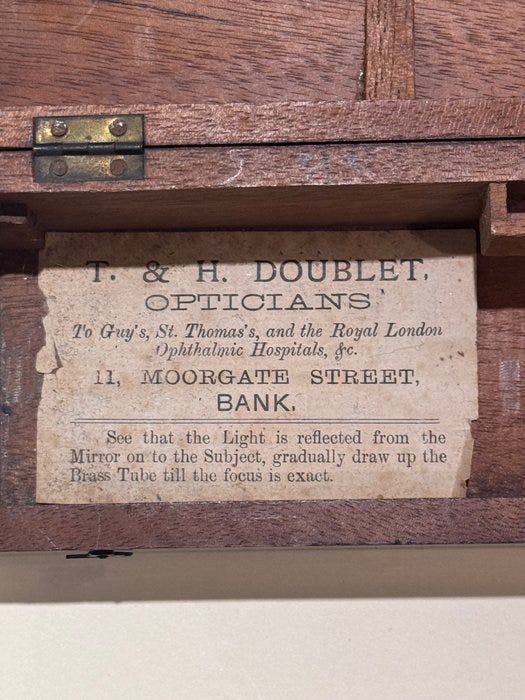 T. & H. DOUBLET,
OPTICIANS
To Guy's, St. Thomas's, and the Royal London
Ophthalmic Hospitals, &c.
11, MOORGATE STREET,
BANK.
See that the Light is reflected from the
Mirror on to the Subject, gradually draw up the
Brass Tube till the focus is exact.